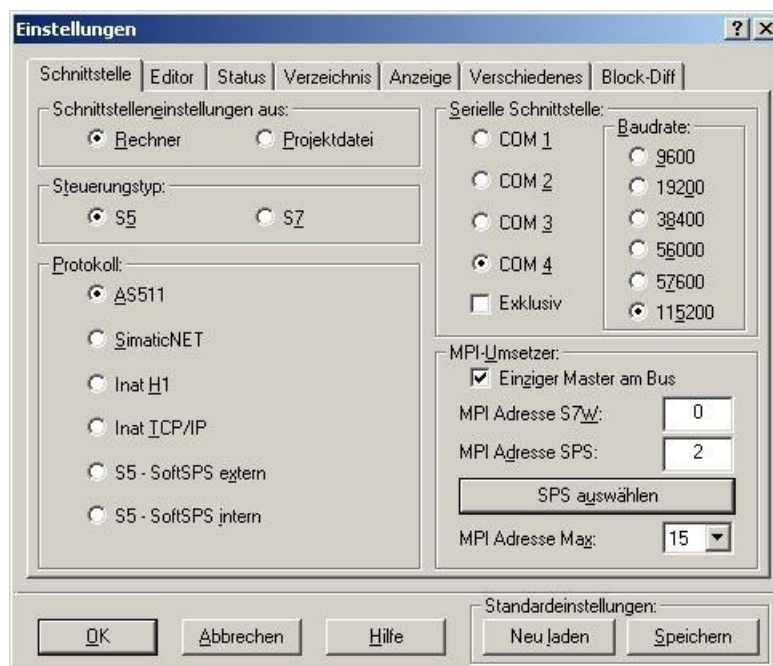 Einstellungen
Schnittstelle Editor Status Verzeichnis Anzeige Verschiedenes Block-Diff
Schnittstelleneinstellungen aus:
Rechner Projektdatei
Steuerungstyp:
S5 S7
Protokoll:
AS511
SimaticNET
Inat H1
Inat TCP/IP
S5 - SoftSPS extern
S5 - SoftSPS intern
Serielle Schnittstelle:
COM 1
COM 2
COM 3
COM 4
Exklusiv
Baudrate:
9600
19200
38400
56000
57600
115200
MPI-Umsetzer:
Einziger Master am Bus
MPI Adresse S7W: 0
MPI Adresse SPS: 2
SPS auswählen
MPI Adresse Max: 15
OK Abbrechen Hilfe
Standardeinstellungen:
Neu laden Speichern